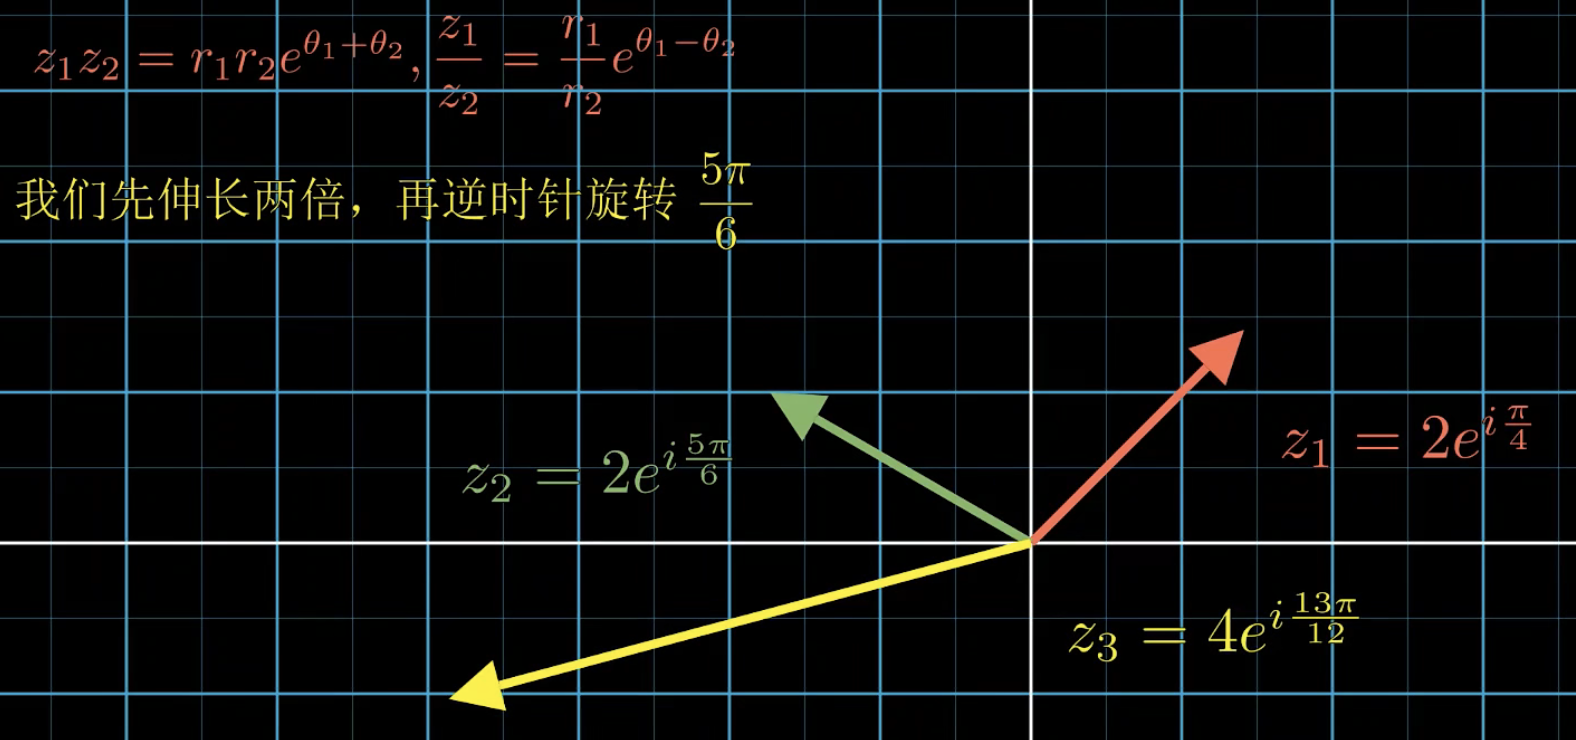 z₁z₂ = r₁r₂e^{θ₁+θ₂}, z₁/z₂ = r₁/r₂ e^{θ₁−θ₂}
我们先伸长两倍，再逆时针旋转 5π/6
z₁ = 2e^{i π/4}
z₂ = 2e^{i 5π/6}
z₃ = 4e^{i 13π/12}